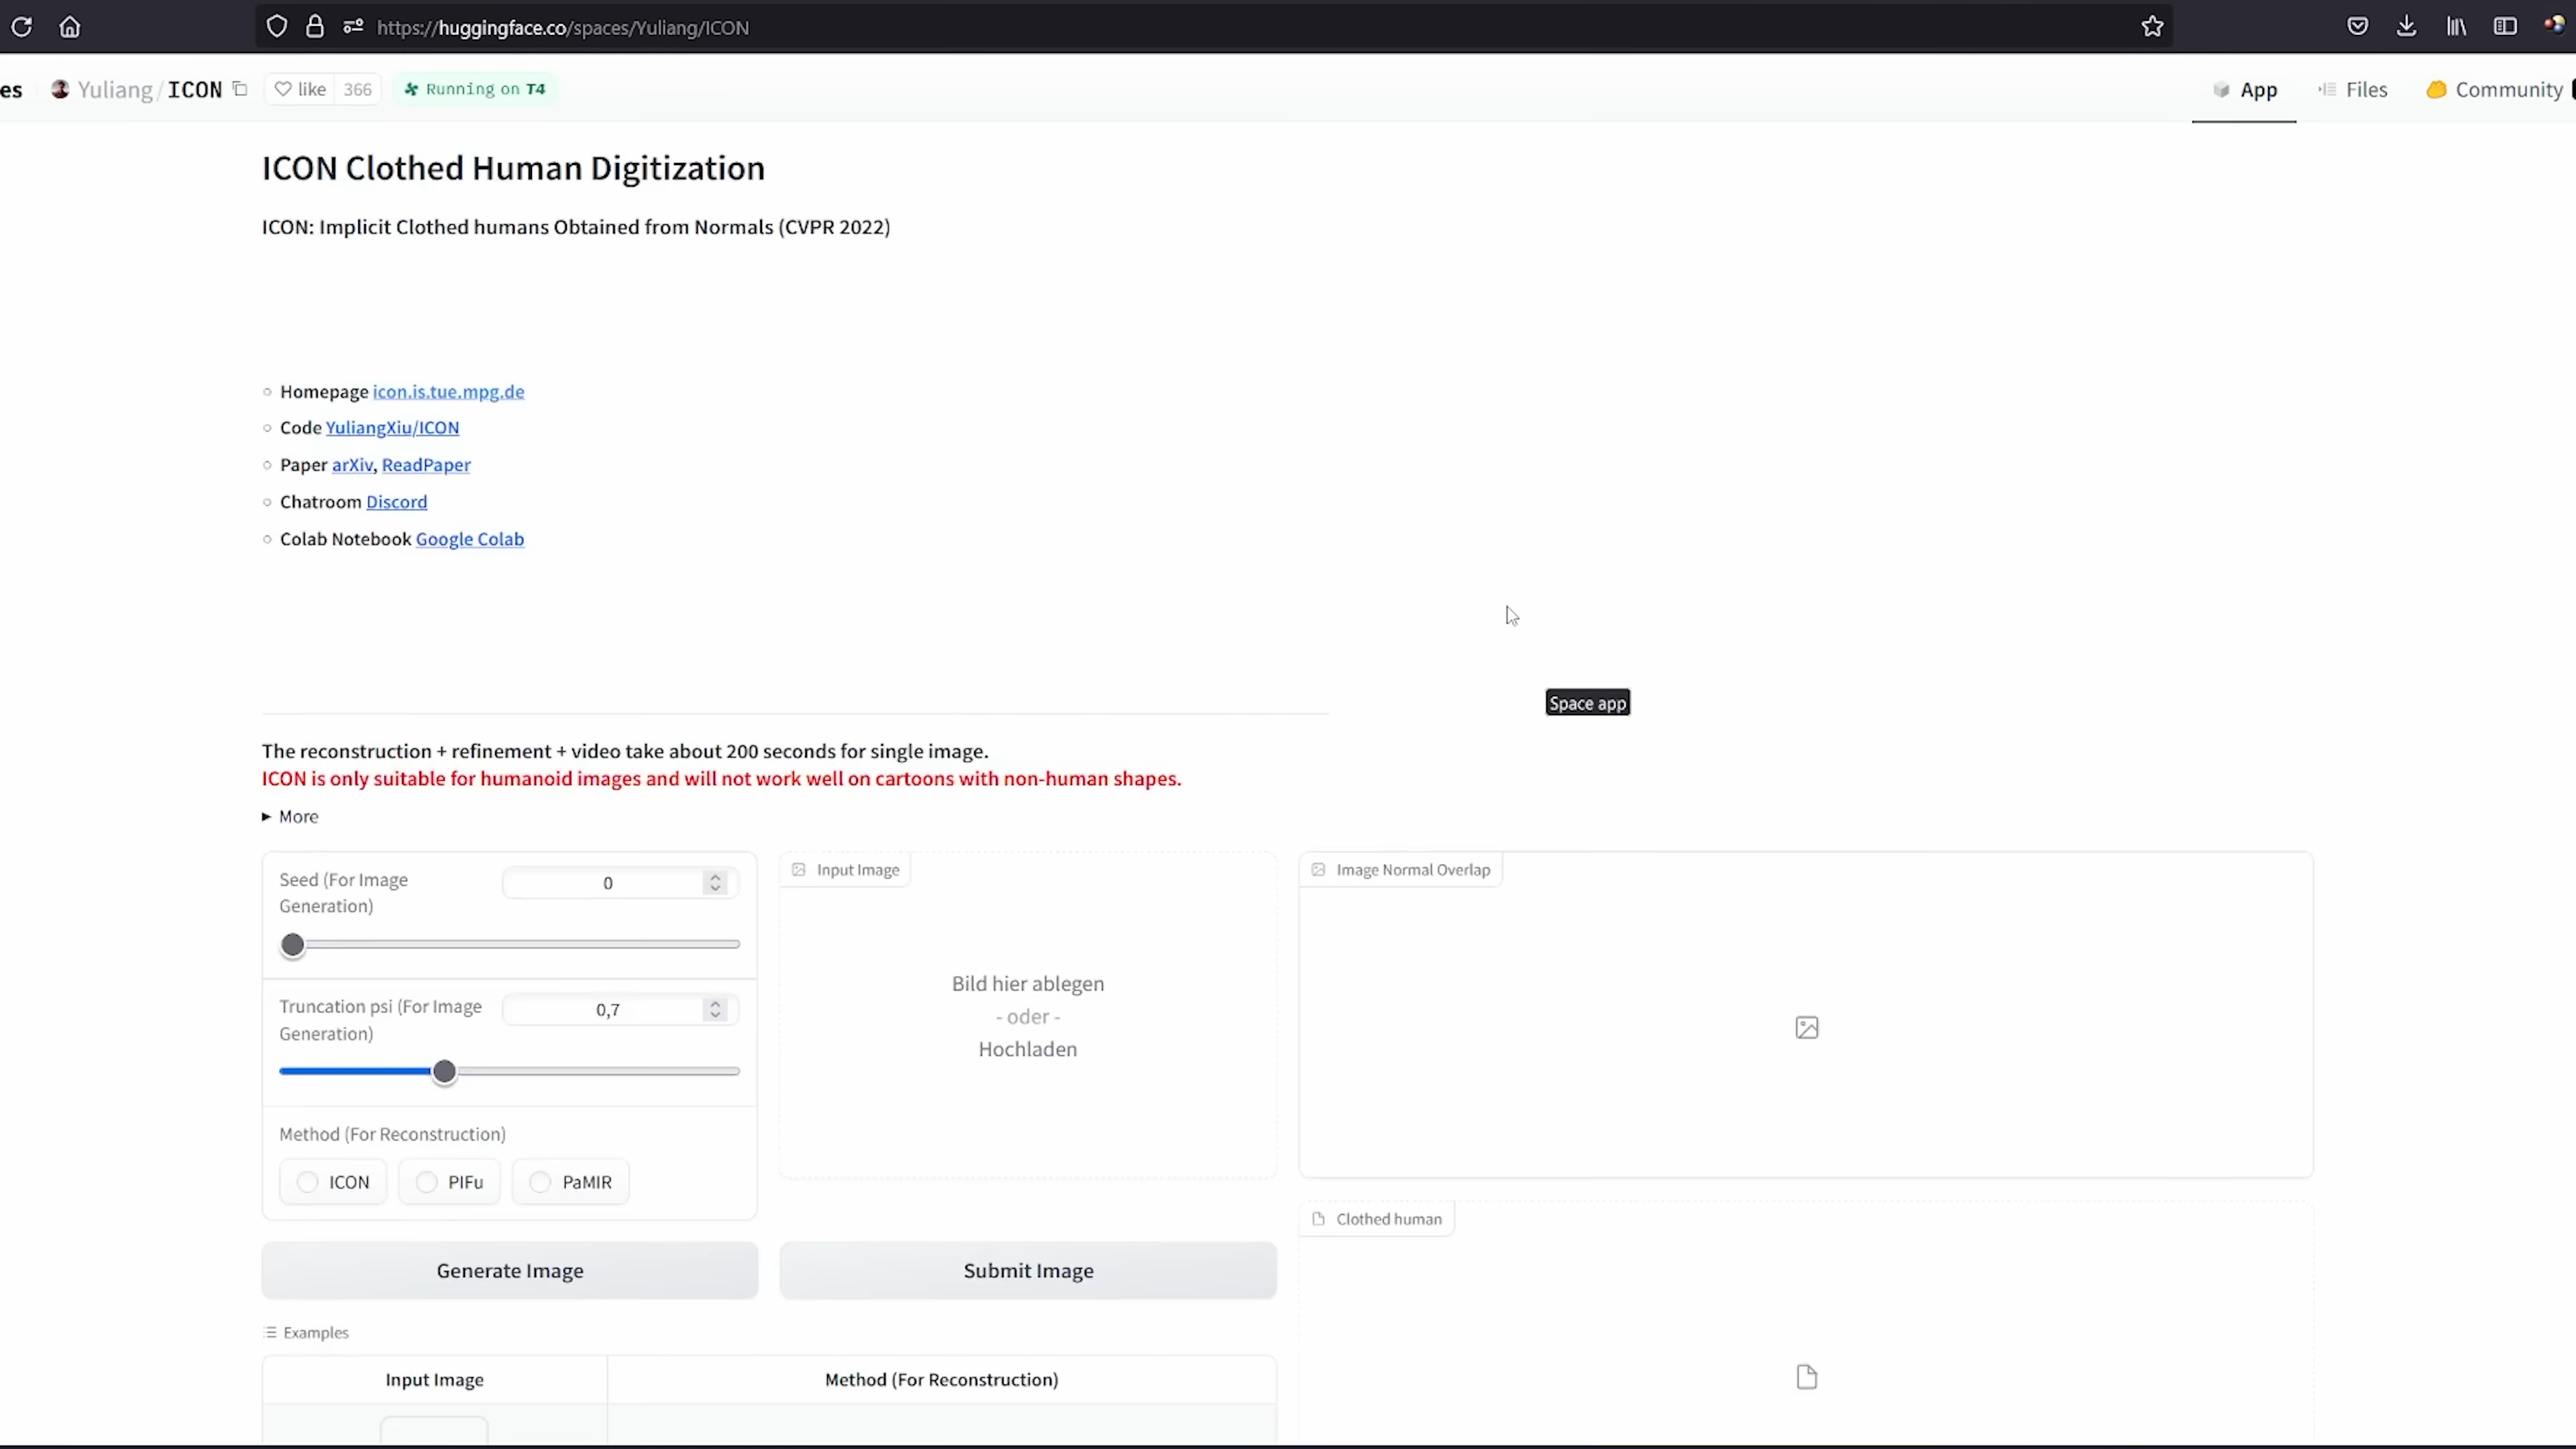 https://huggingface.co/spaces/Yuliang/ICON
es Yuliang/ICON like 366 Running on T4 App Files Community
ICON Clothed Human Digitization
ICON: Implicit Clothed humans Obtained from Normals (CVPR 2022)
Homepage icon.is.tue.mpg.de
Code YuliangXiu/ICON
Paper arXiv, ReadPaper
Chatroom Discord
Colab Notebook Google Colab
Space app
The reconstruction + refinement + video take about 200 seconds for single image.
ICON is only suitable for humanoid images and will not work well on cartoons with non-human shapes.
More
Seed (For Image
Generation)
0
Truncation psi (For Image
Generation)
0,7
Method (For Reconstruction)
ICON PIFu PaMIR
Generate Image
Input Image
Bild hier ablegen
- oder -
Hochladen
Submit Image
Image Normal Overlap
Clothed human
Examples
Input Image Method (For Reconstruction)